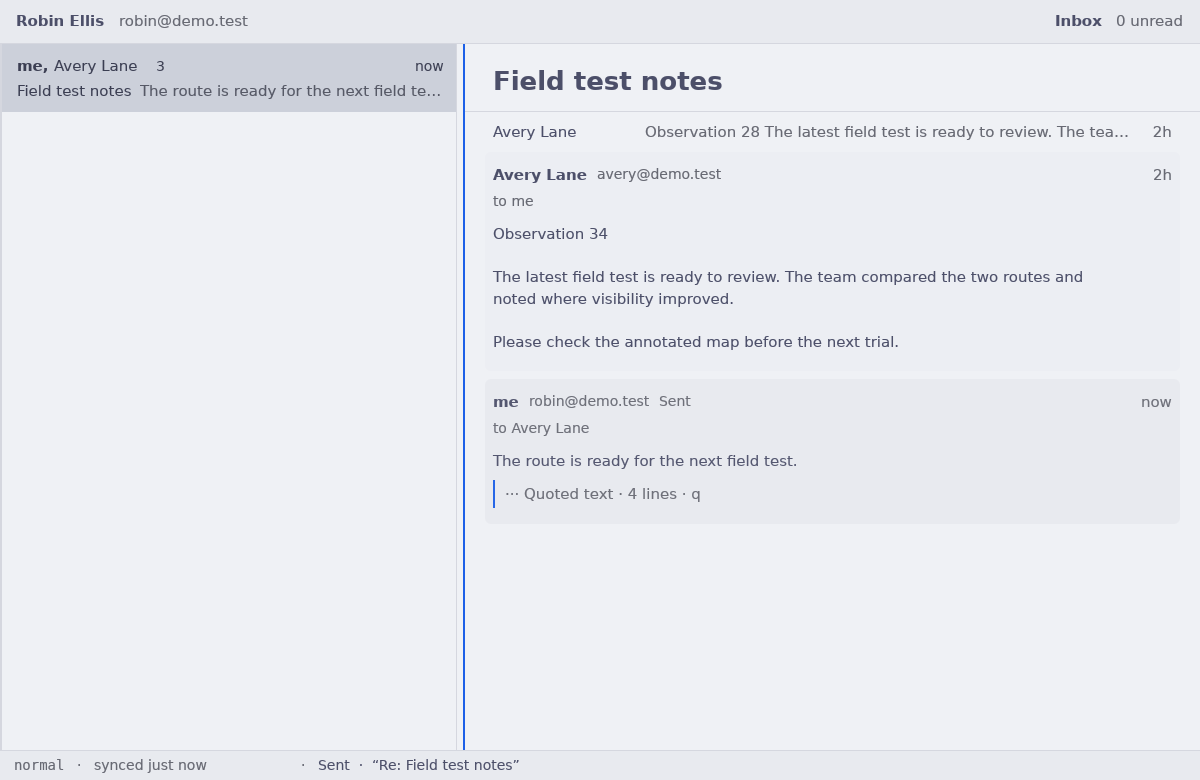 Robin Ellis robin@demo.test Inbox 0 unread
me, Avery Lane 3 now
Field test notes The route is ready for the next field te…
Field test notes
Avery Lane Observation 28 The latest field test is ready to review. The tea… 2h
Avery Lane avery@demo.test 2h
to me
Observation 34
The latest field test is ready to review. The team compared the two routes and
noted where visibility improved.
Please check the annotated map before the next trial.
me robin@demo.test Sent now
to Avery Lane
The route is ready for the next field test.
··· Quoted text · 4 lines · q
normal · synced just now · Sent · “Re: Field test notes”